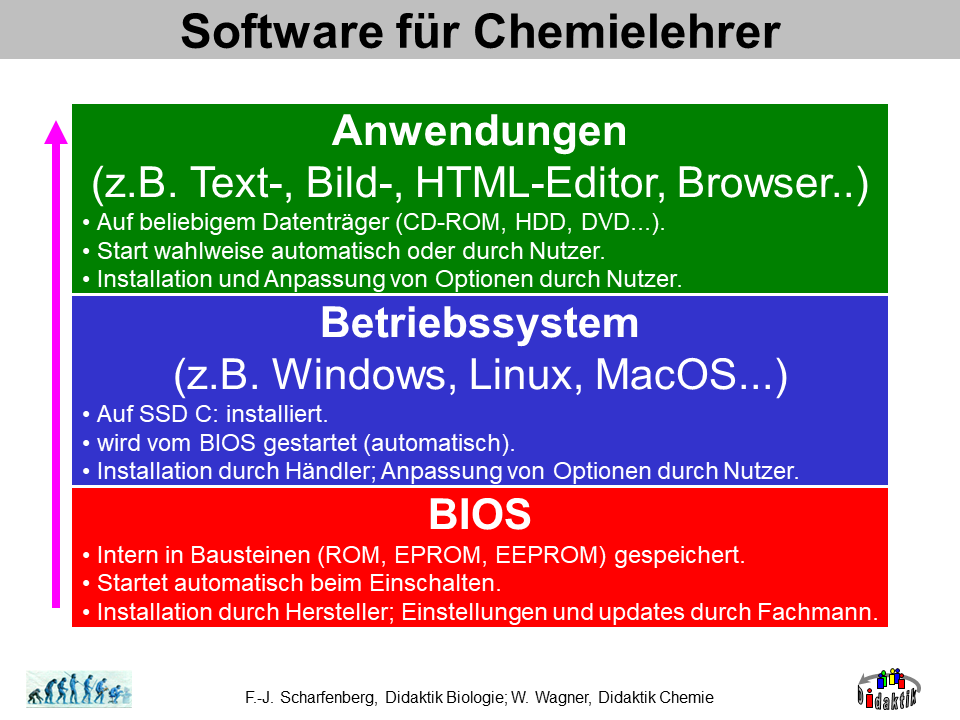 Software für Chemielehrer
Anwendungen
(z.B. Text-, Bild-, HTML-Editor, Browser..)
• Auf beliebigem Datenträger (CD-ROM, HDD, DVD...).
• Start wahlweise automatisch oder durch Nutzer.
• Installation und Anpassung von Optionen durch Nutzer.
Betriebssystem
(z.B. Windows, Linux, MacOS...)
• Auf SSD C: installiert.
• wird vom BIOS gestartet (automatisch).
• Installation durch Händler; Anpassung von Optionen durch Nutzer.
BIOS
• Intern in Bausteinen (ROM, EPROM, EEPROM) gespeichert.
• Startet automatisch beim Einschalten.
• Installation durch Hersteller; Einstellungen und updates durch Fachmann.
F.-J. Scharfenberg, Didaktik Biologie; W. Wagner, Didaktik Chemie
Didaktik